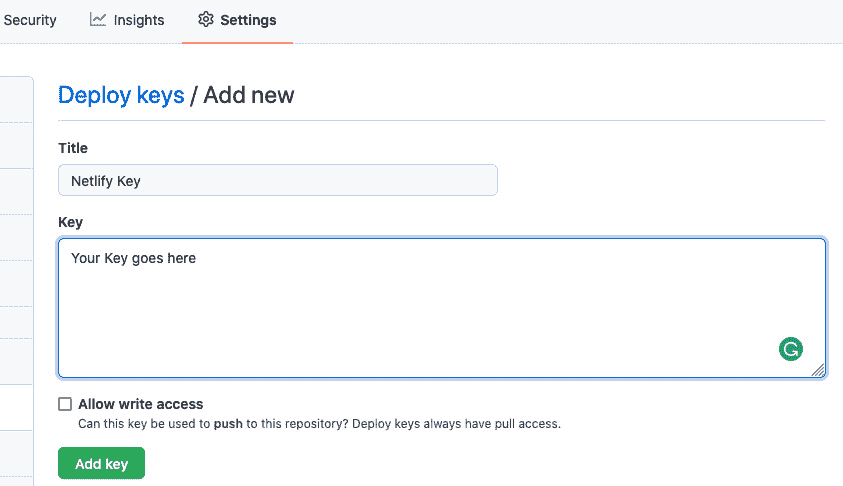 Security Insights Settings
Deploy keys / Add new
Title
Netlify Key
Key
Your Key goes here
Allow write access
Can this key be used to push to this repository? Deploy keys always have pull access.
Add key